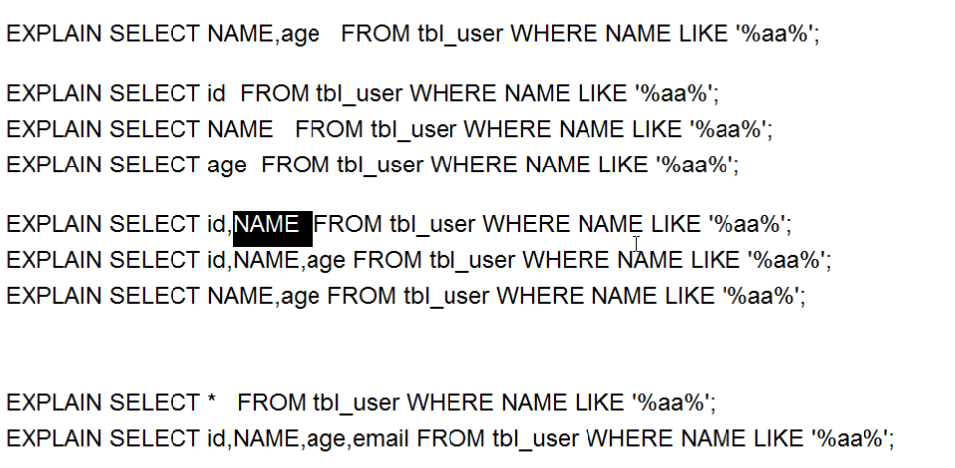 EXPLAIN SELECT NAME,age   FROM tbl_user WHERE NAME LIKE '%aa%';
EXPLAIN SELECT id  FROM tbl_user WHERE NAME LIKE '%aa%';
EXPLAIN SELECT NAME   FROM tbl_user WHERE NAME LIKE '%aa%';
EXPLAIN SELECT age  FROM tbl_user WHERE NAME LIKE '%aa%';
EXPLAIN SELECT id,NAME  FROM tbl_user WHERE NAME LIKE '%aa%';
EXPLAIN SELECT id,NAME,age FROM tbl_user WHERE NAME LIKE '%aa%';
EXPLAIN SELECT NAME,age FROM tbl_user WHERE NAME LIKE '%aa%';
EXPLAIN SELECT *   FROM tbl_user WHERE NAME LIKE '%aa%';
EXPLAIN SELECT id,NAME,age,email FROM tbl_user WHERE NAME LIKE '%aa%';